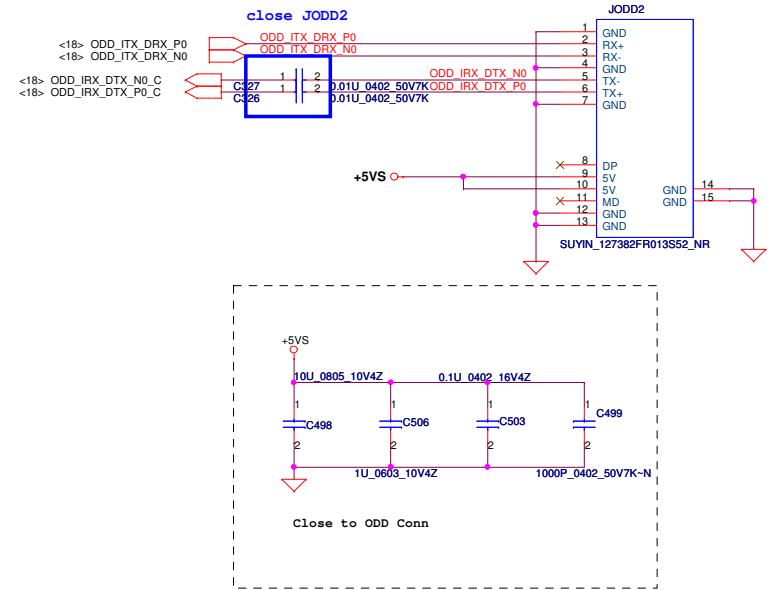 close JODD2
JODD2
<18> ODD_ITX_DRX_P0
ODD_ITX_DRX_P0
<18> ODD_ITX_DRX_N0
ODD_ITX_DRX_N0
<18> ODD_IRX_DTX_N0_C
C327
1
2
0.01U_0402_50V7K
ODD_IRX_DTX_N0
<18> ODD_IRX_DTX_P0_C
C326
1
2
0.01U_0402_50V7K
ODD_IRX_DTX_P0
1 GND
2 RX+
3 RX-
4 GND
5 TX-
6 TX+
7 GND
8 DP
+5VS
9 5V
10 5V
11 MD
12 GND
13 GND
GND 14
GND 15
SUYIN_127382FR013S52_NR
+5VS
10U_0805_10V4Z
0.1U_0402_16V4Z
1
1
1
1
C498
C506
C503
C499
2
2
2
2
1U_0603_10V4Z
1000P_0402_50V7K~N
Close to ODD Conn